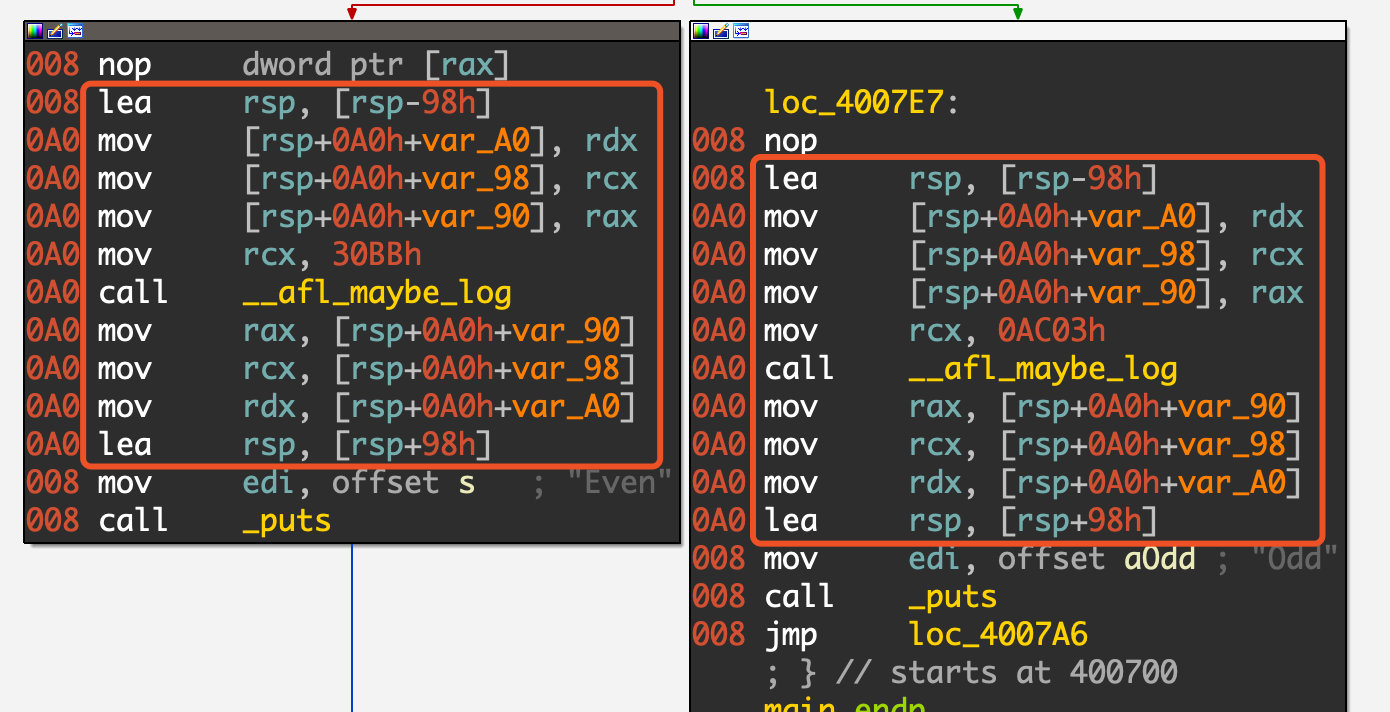 008 nop dword ptr [rax]
008 lea rsp, [rsp-98h]
0A0 mov [rsp+0A0h+var_A0], rdx
0A0 mov [rsp+0A0h+var_98], rcx
0A0 mov [rsp+0A0h+var_90], rax
0A0 mov rcx, 30BBh
0A0 call __afl_maybe_log
0A0 mov rax, [rsp+0A0h+var_90]
0A0 mov rcx, [rsp+0A0h+var_98]
0A0 mov rdx, [rsp+0A0h+var_A0]
0A0 lea rsp, [rsp+98h]
008 mov edi, offset s ; "Even"
008 call _puts
loc_4007E7:
008 nop
008 lea rsp, [rsp-98h]
0A0 mov [rsp+0A0h+var_A0], rdx
0A0 mov [rsp+0A0h+var_98], rcx
0A0 mov [rsp+0A0h+var_90], rax
0A0 mov rcx, 0AC03h
0A0 call __afl_maybe_log
0A0 mov rax, [rsp+0A0h+var_90]
0A0 mov rcx, [rsp+0A0h+var_98]
0A0 mov rdx, [rsp+0A0h+var_A0]
0A0 lea rsp, [rsp+98h]
008 mov edi, offset aOdd ; "Odd"
008 call _puts
008 jmp loc_4007A6
; } // starts at 400700
main endp